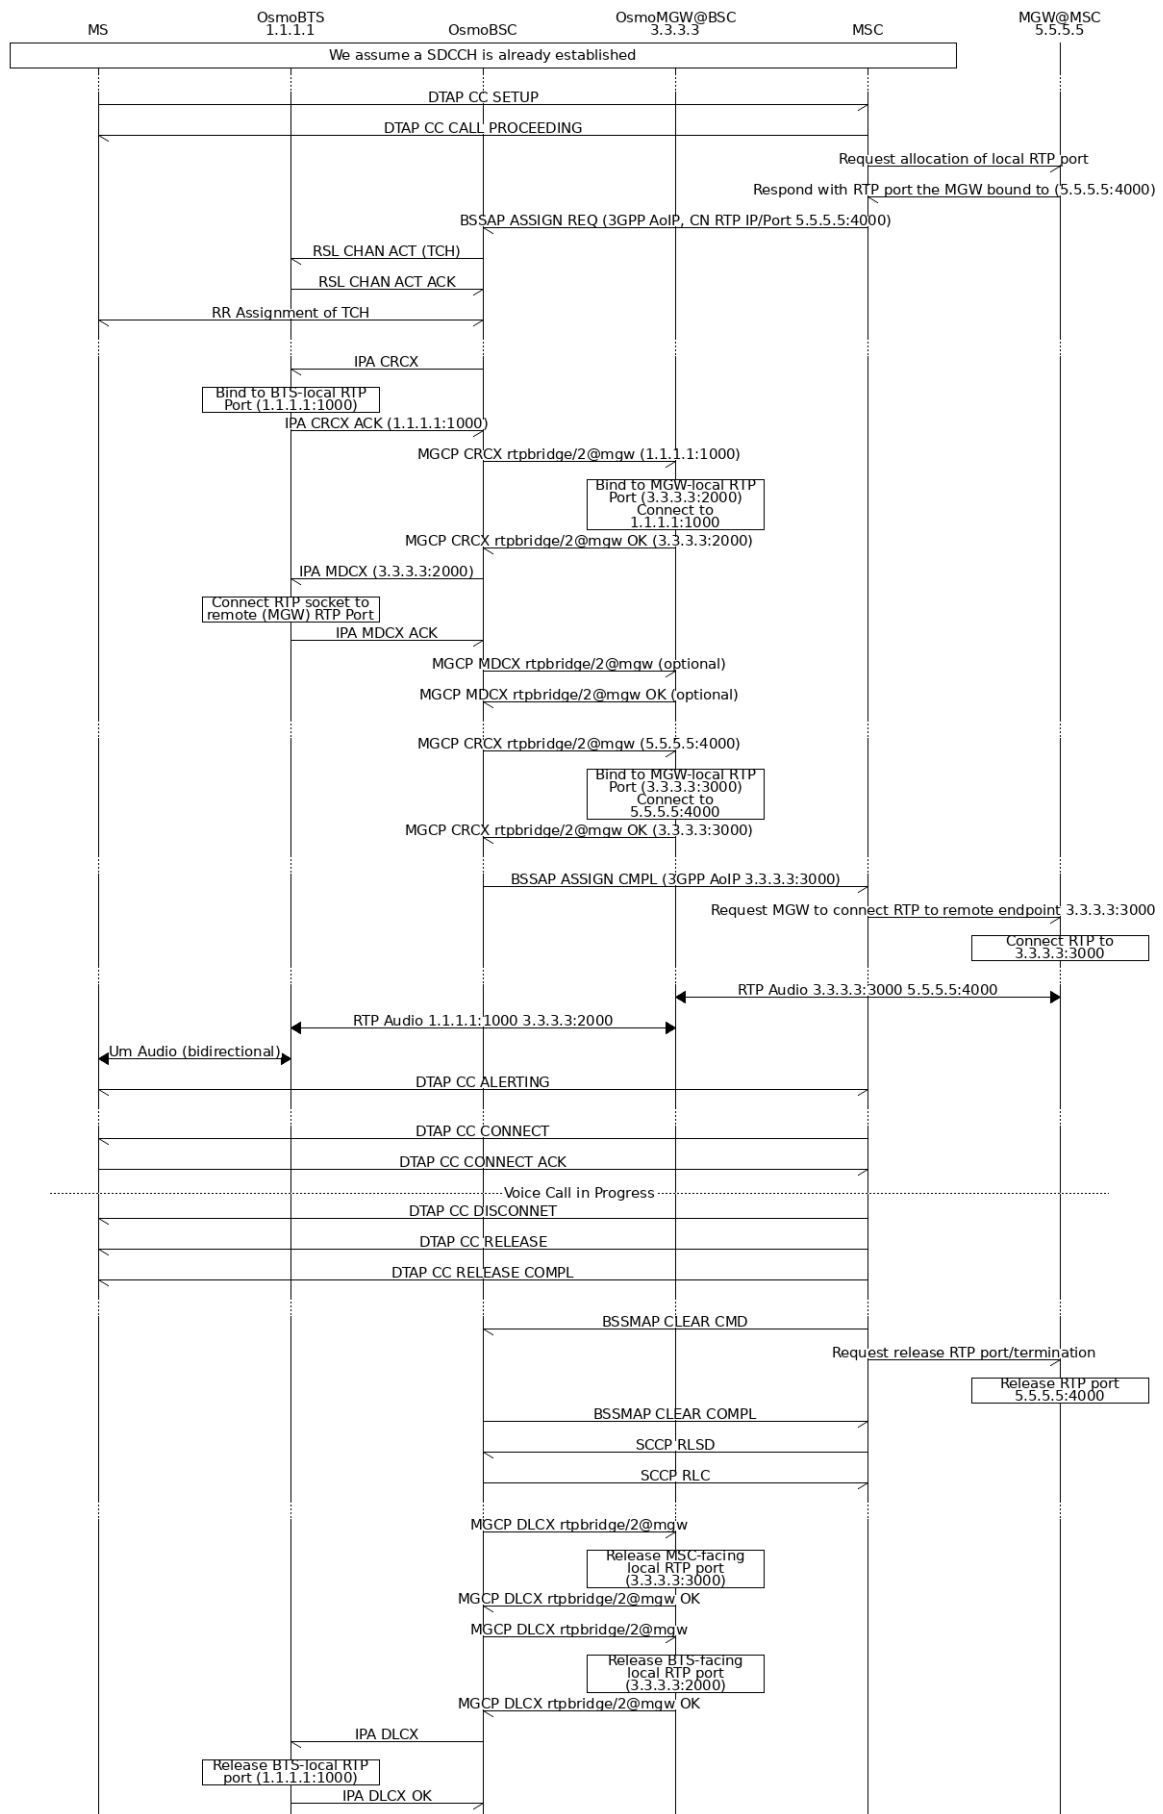 OsmoBTS OsmoMGW@BSC MGW@MSC
MS 1.1.1.1 OsmoBSC 3.3.3.3 MSC 5.5.5.5
We assume a SDCCH is already established
DTAP CC SETUP
DTAP CC CALL PROCEEDING
Request allocation of local RTP port
Respond with RTP port the MGW bound to (5.5.5.5:4000)
BSSAP ASSIGN REQ (3GPP AoIP, CN RTP IP/Port 5.5.5.5:4000)
RSL CHAN ACT (TCH)
RSL CHAN ACT ACK
RR Assignment of TCH
IPA CRCX
Bind to BTS-local RTP
Port (1.1.1.1:1000)
IPA CRCX ACK (1.1.1.1:1000)
MGCP CRCX rtpbridge/2@mgw (1.1.1.1:1000)
Bind to MGW-local RTP
Port (3.3.3.3:2000)
Connect to
1.1.1.1:1000
MGCP CRCX rtpbridge/2@mgw OK (3.3.3.3:2000)
IPA MDCX (3.3.3.3:2000)
Connect RTP socket to
remote (MGW) RTP Port
IPA MDCX ACK
MGCP MDCX rtpbridge/2@mgw (optional)
MGCP MDCX rtpbridge/2@mgw OK (optional)
MGCP CRCX rtpbridge/2@mgw (5.5.5.5:4000)
Bind to MGW-local RTP
Port (3.3.3.3:3000)
Connect to
5.5.5.5:4000
MGCP CRCX rtpbridge/2@mgw OK (3.3.3.3:3000)
BSSAP ASSIGN CMPL (3GPP AoIP 3.3.3.3:3000)
Request MGW to connect RTP to remote endpoint 3.3.3.3:3000
Connect RTP to
3.3.3.3:3000
RTP Audio 3.3.3.3:3000 5.5.5.5:4000
RTP Audio 1.1.1.1:1000 3.3.3.3:2000
Um Audio (bidirectional)
DTAP CC ALERTING
DTAP CC CONNECT
DTAP CC CONNECT ACK
Voice Call in Progress
DTAP CC DISCONNET
DTAP CC RELEASE
DTAP CC RELEASE COMPL
BSSMAP CLEAR CMD
Request release RTP port/termination
Release RTP port
5.5.5.5:4000
BSSMAP CLEAR COMPL
SCCP RLSD
SCCP RLC
MGCP DLCX rtpbridge/2@mgw
Release MSC-facing
local RTP port
(3.3.3.3:3000)
MGCP DLCX rtpbridge/2@mgw OK
MGCP DLCX rtpbridge/2@mgw
Release BTS-facing
local RTP port
(3.3.3.3:2000)
MGCP DLCX rtpbridge/2@mgw OK
IPA DLCX
Release BTS-local RTP
port (1.1.1.1:1000)
IPA DLCX OK